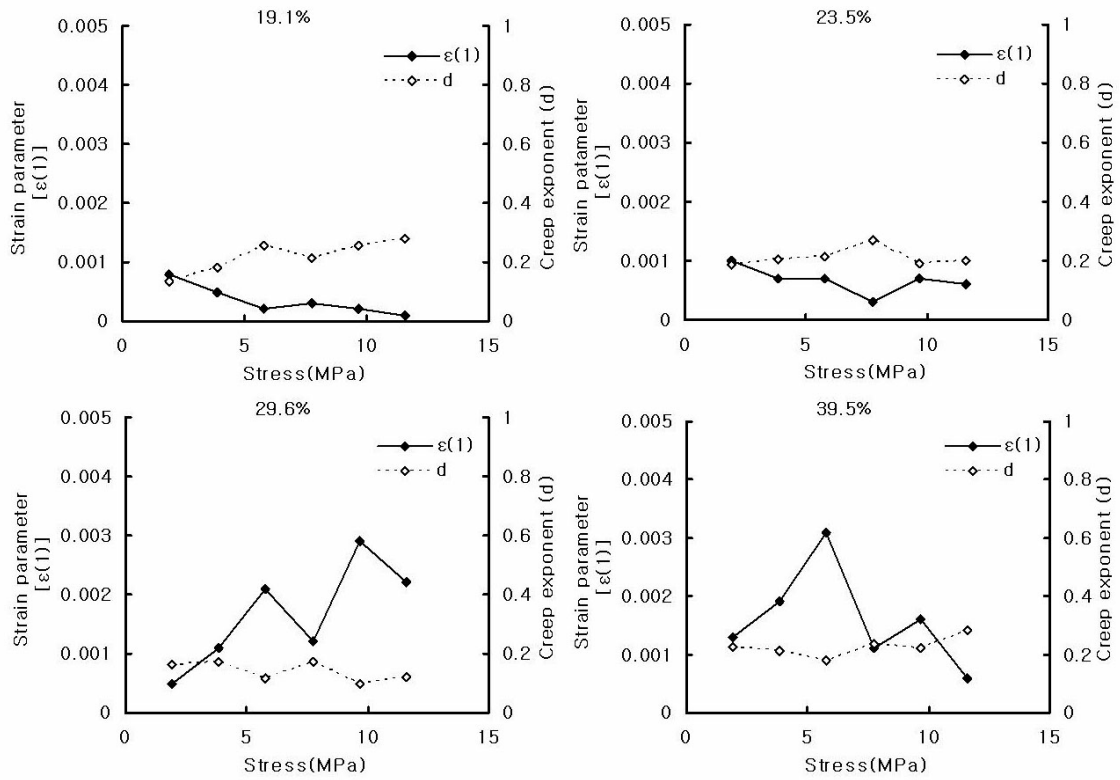 19.1%
0.005
0.004
0.003
0.002
0.001
0
Strain parameter
[ε(1)]
1
0.8
0.6
0.4
0.2
0
Creep exponent (d)
ε(1)
d
0 5 10 15
Stress(MPa)
23.5%
0.005
0.004
0.003
0.002
0.001
0
Strain patameter
[ε(1)]
1
0.8
0.6
0.4
0.2
0
Creep exponent (d)
ε(1)
d
0 5 10 15
Stress(MPa)
29.6%
0.005
0.004
0.003
0.002
0.001
0
Strain parameter
[ε(1)]
1
0.8
0.6
0.4
0.2
0
Creep exponent (d)
ε(1)
d
0 5 10 15
Stress(MPa)
39.5%
0.005
0.004
0.003
0.002
0.001
0
Strain parameter
[ε(1)]
1
0.8
0.6
0.4
0.2
0
Creep exponent (d)
ε(1)
d
0 5 10 15
Stress(MPa)